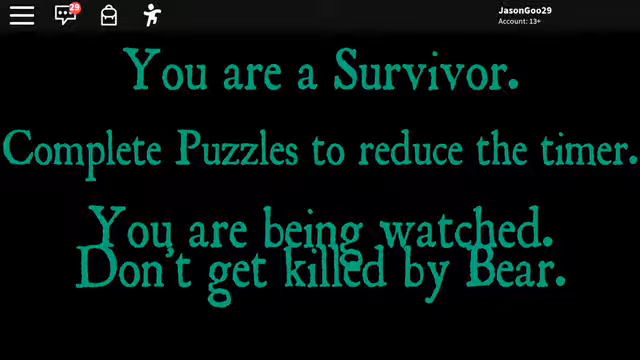 29
JasonGoo29
Account: 13+
You are a Survivor.
Complete Puzzles to reduce the timer.
You are being watched.
Don't get killed by Bear.